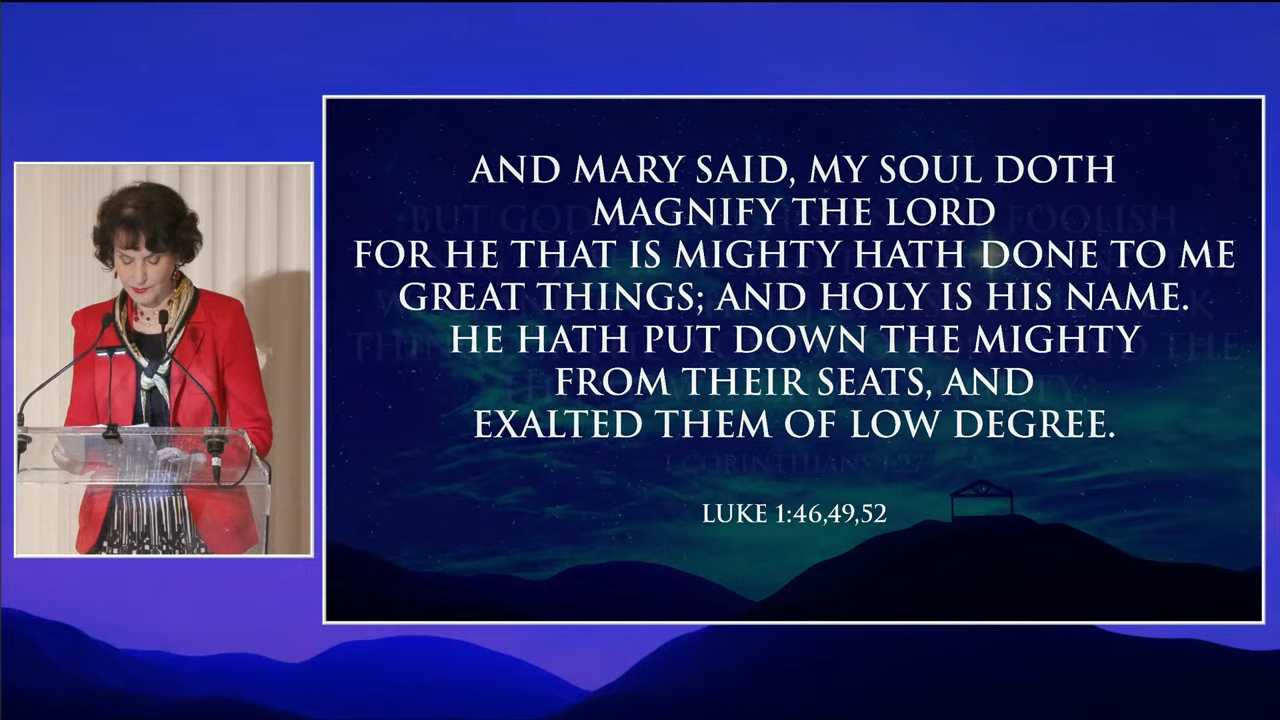 AND MARY SAID, MY SOUL DOTH
MAGNIFY THE LORD
FOR HE THAT IS MIGHTY HATH DONE TO ME
GREAT THINGS; AND HOLY IS HIS NAME.
HE HATH PUT DOWN THE MIGHTY
FROM THEIR SEATS, AND
EXALTED THEM OF LOW DEGREE.
LUKE 1:46,49,52